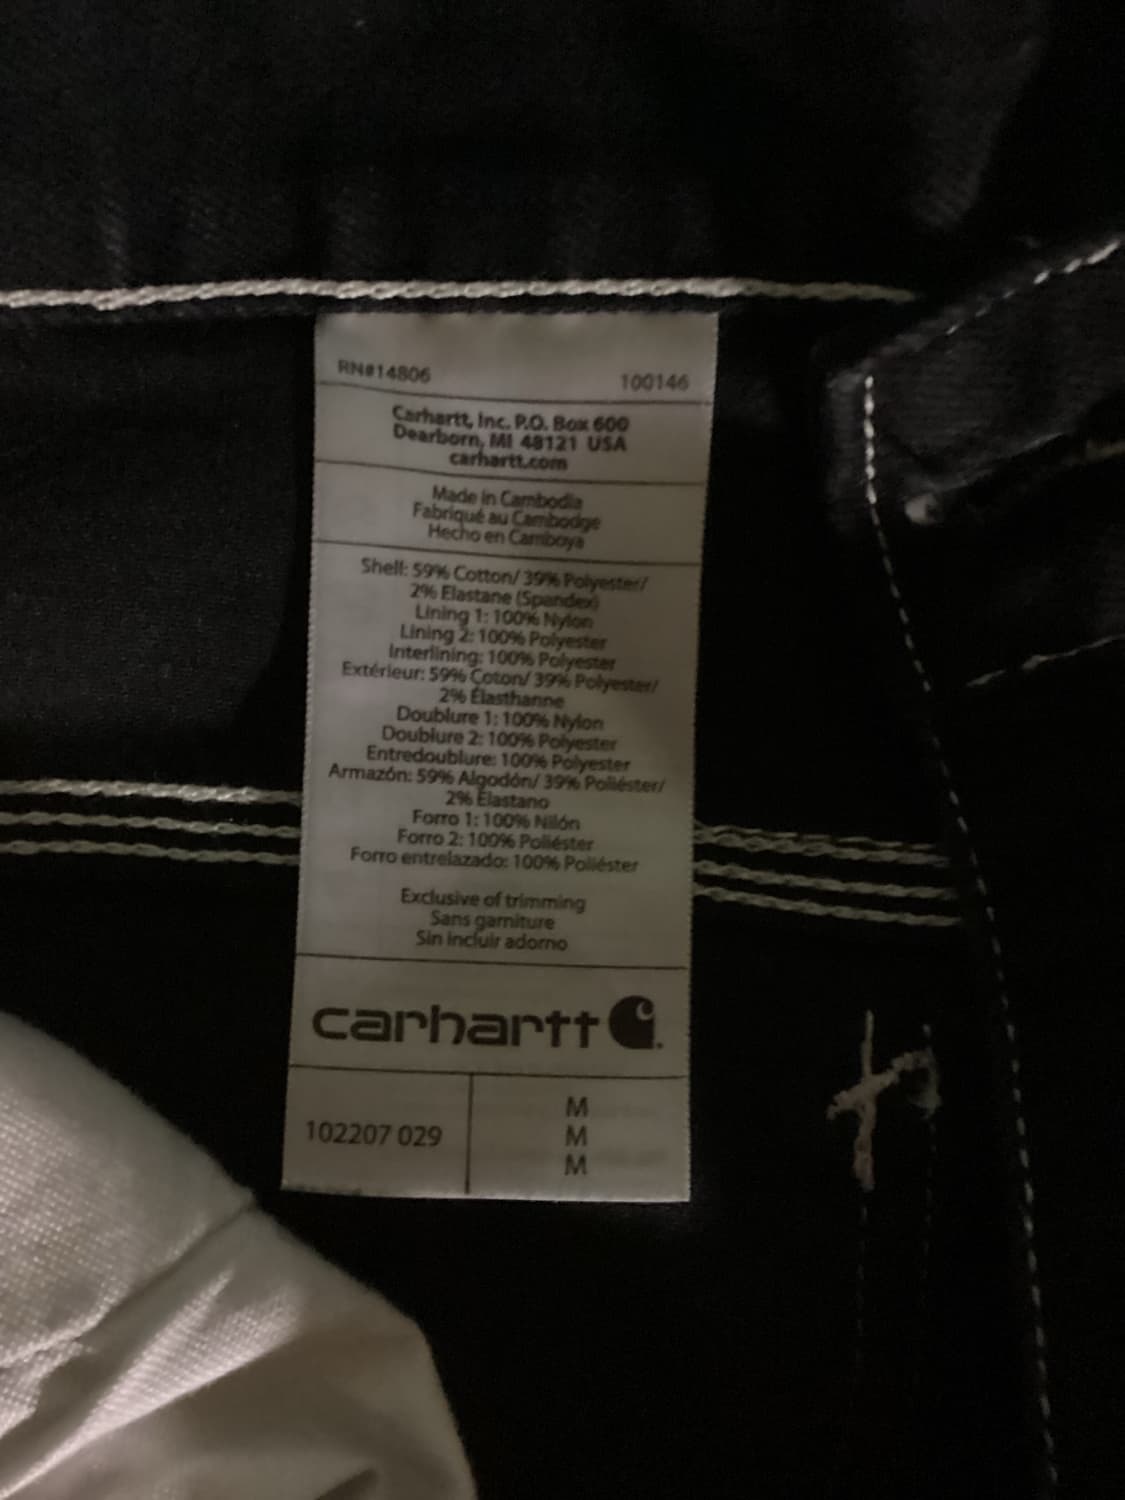 RN#14806 100146
Carhartt, Inc. P.O. Box 600
Dearborn, MI 48121 USA
carhartt.com
Made in Cambodia
Fabriqué au Cambodge
Hecho en Camboya
Shell: 59% Cotton/ 39% Polyester/
2% Elastane (Spandex)
Lining 1: 100% Nylon
Lining 2: 100% Polyester
Interlining: 100% Polyester
Extérieur: 59% Coton/ 39% Polyester/
2% Élasthanne
Doublure 1: 100% Nylon
Doublure 2: 100% Polyester
Entredoublure: 100% Polyester
Armazón: 59% Algodón/ 39% Poliéster/
2% Elastano
Forro 1: 100% Nilón
Forro 2: 100% Poliéster
Forro entrelazado: 100% Poliéster
Exclusive of trimming
Sans garniture
Sin incluir adorno
carhartt
102207 029
M
M
M